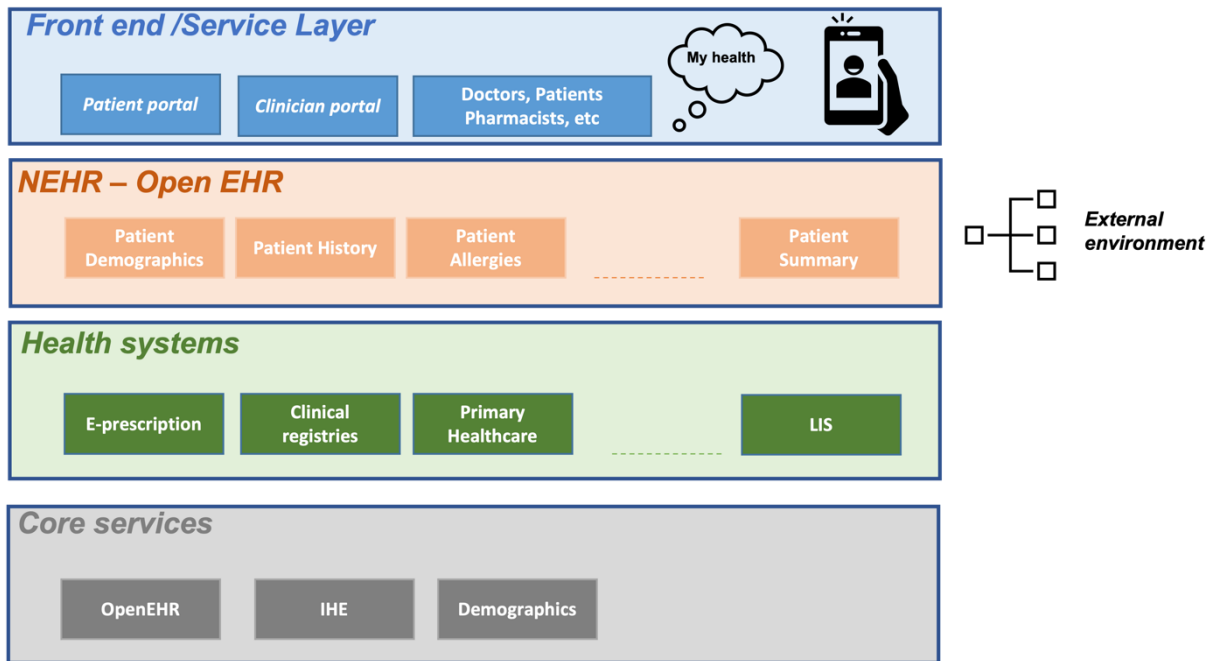 Front end /Service Layer
My health
Patient portal
Clinician portal
Doctors, Patients
Pharmacists, etc
NEHR – Open EHR
Patient
Demographics
Patient History
Patient
Allergies
Patient
Summary
External
environment
Health systems
E-prescription
Clinical
registries
Primary
Healthcare
LIS
Core services
OpenEHR
IHE
Demographics